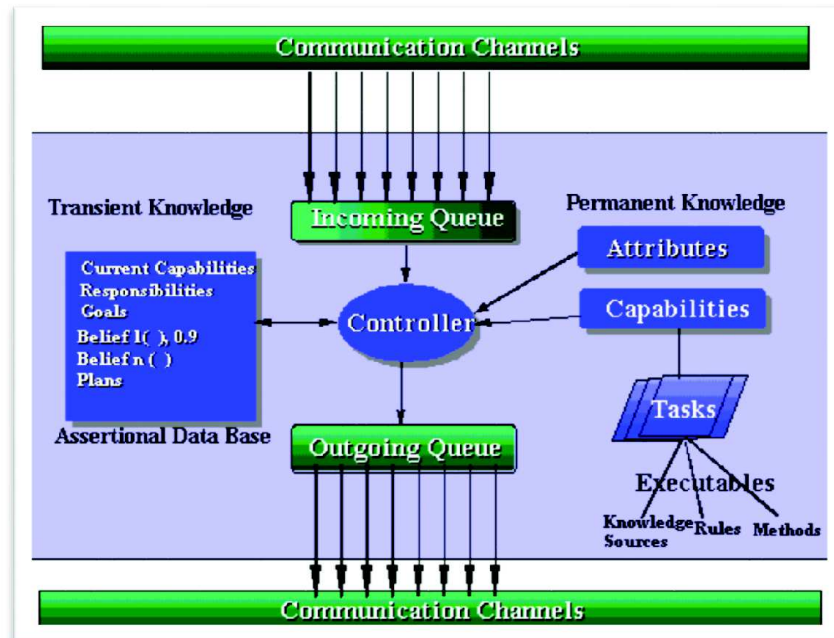 Communication Channels
Transient Knowledge
Incoming Queue
Permanent Knowledge
Attributes
Current Capabilities
Responsibilities
Goals
Belief 1( ), 0.9
Belief n ( )
Plans
Controller
Capabilities
Tasks
Assertional Data Base
Outgoing Queue
Executables
Knowledge
Sources
Rules
Methods
Communication Channels